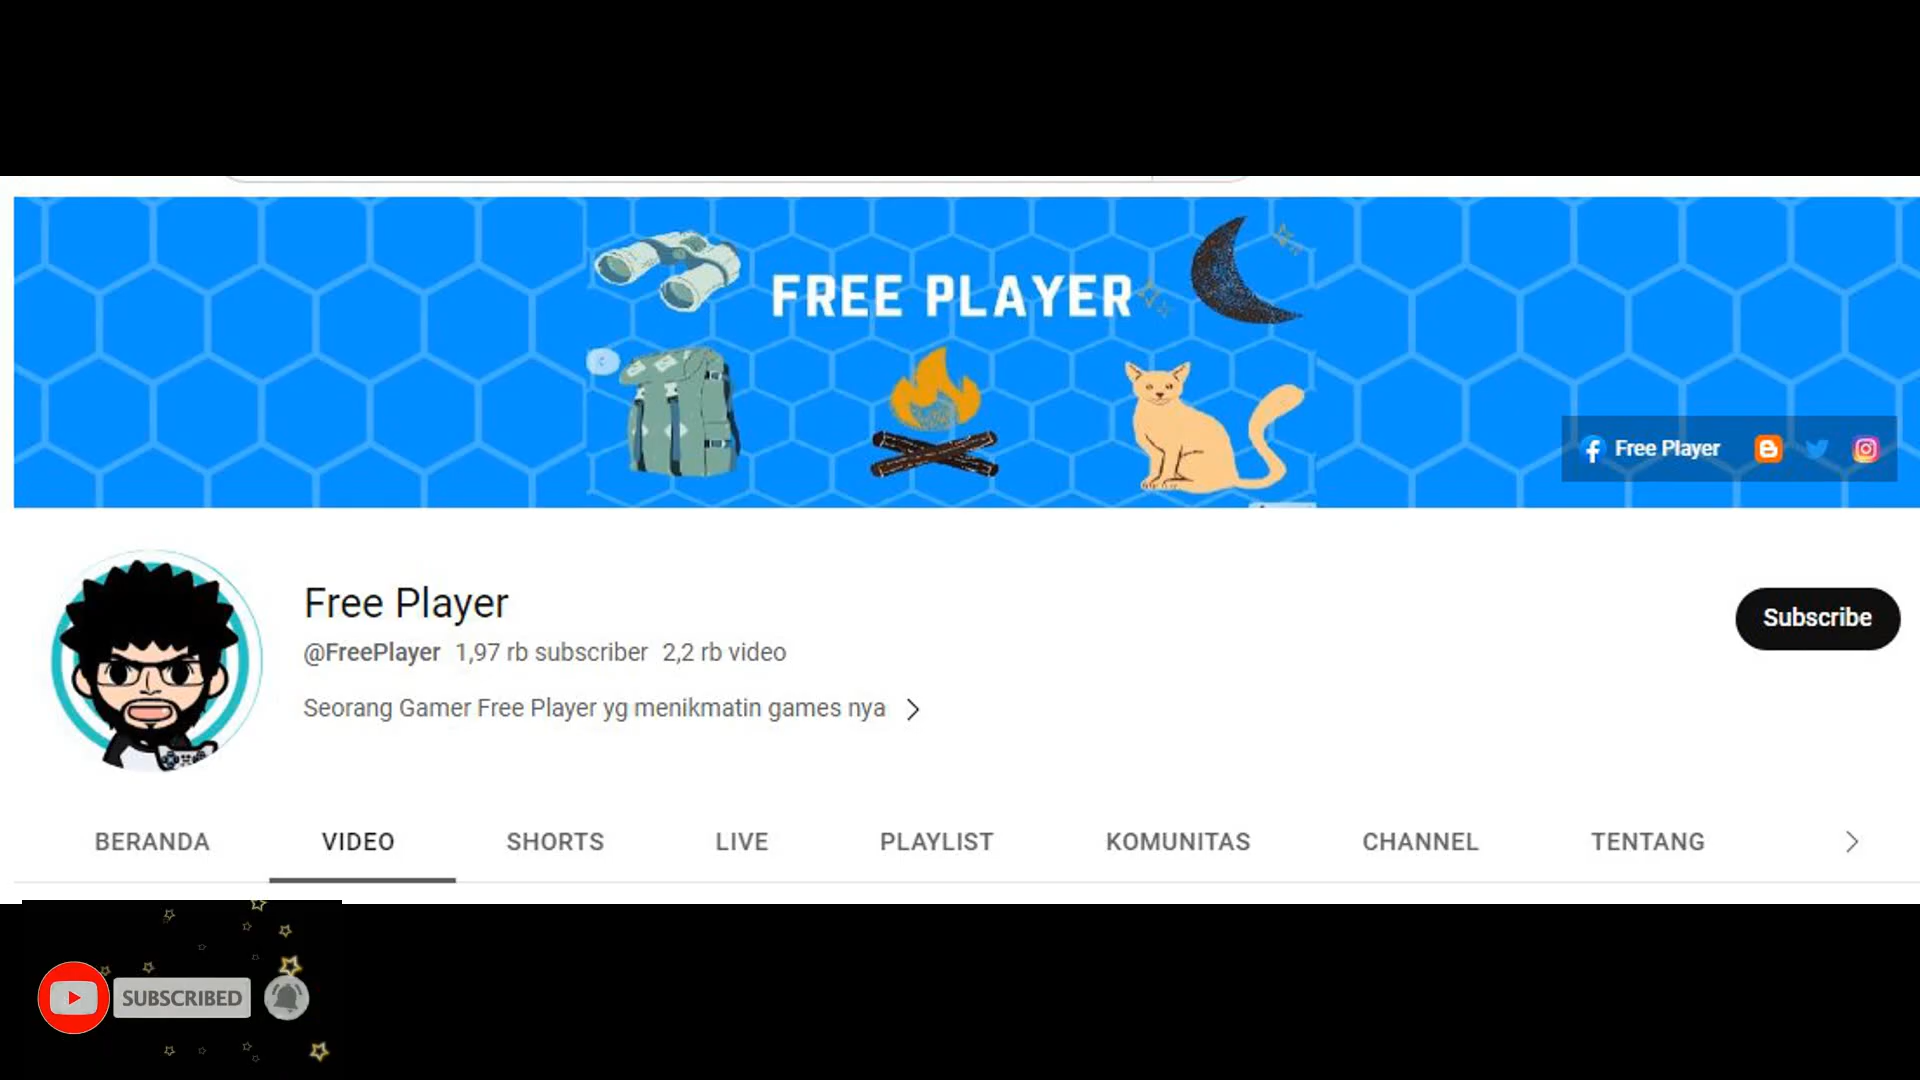 FREE PLAYER
Free Player
Free Player
@FreePlayer 1,97 rb subscriber 2,2 rb video
Subscribe
Seorang Gamer Free Player yg menikmatin games nya
BERANDA VIDEO SHORTS LIVE PLAYLIST KOMUNITAS CHANNEL TENTANG
SUBSCRIBED